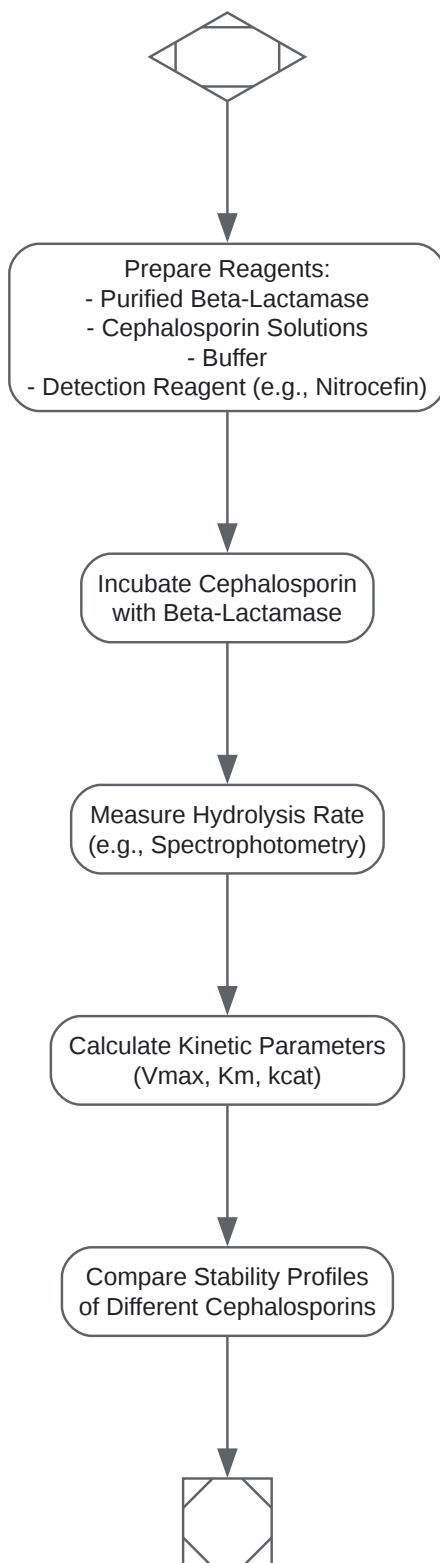 Prepare Reagents:
- Purified Beta-Lactamase
- Cephalosporin Solutions
- Buffer
- Detection Reagent (e.g., Nitrocefin)
Incubate Cephalosporin
with Beta-Lactamase
Measure Hydrolysis Rate
(e.g., Spectrophotometry)
Calculate Kinetic Parameters
(Vmax, Km, kcat)
Compare Stability Profiles
of Different Cephalosporins